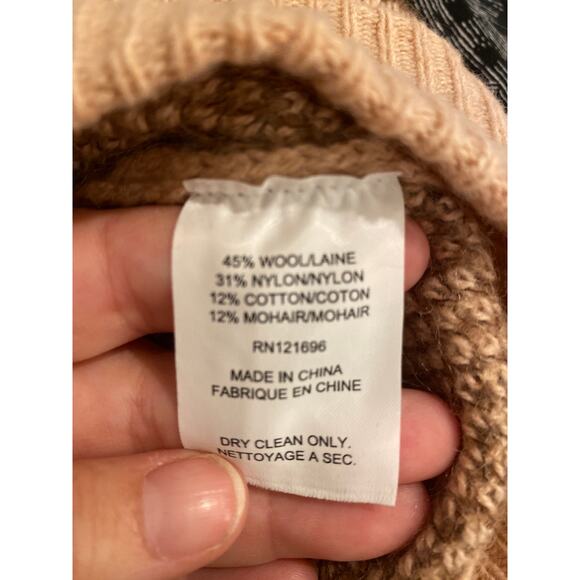 45% WOOL/LAINE
31% NYLON/NYLON
12% COTTON/COTON
12% MOHAIR/MOHAIR
RN121696
MADE IN CHINA
FABRIQUE EN CHINE
DRY CLEAN ONLY.
NETTOYAGE A SEC.